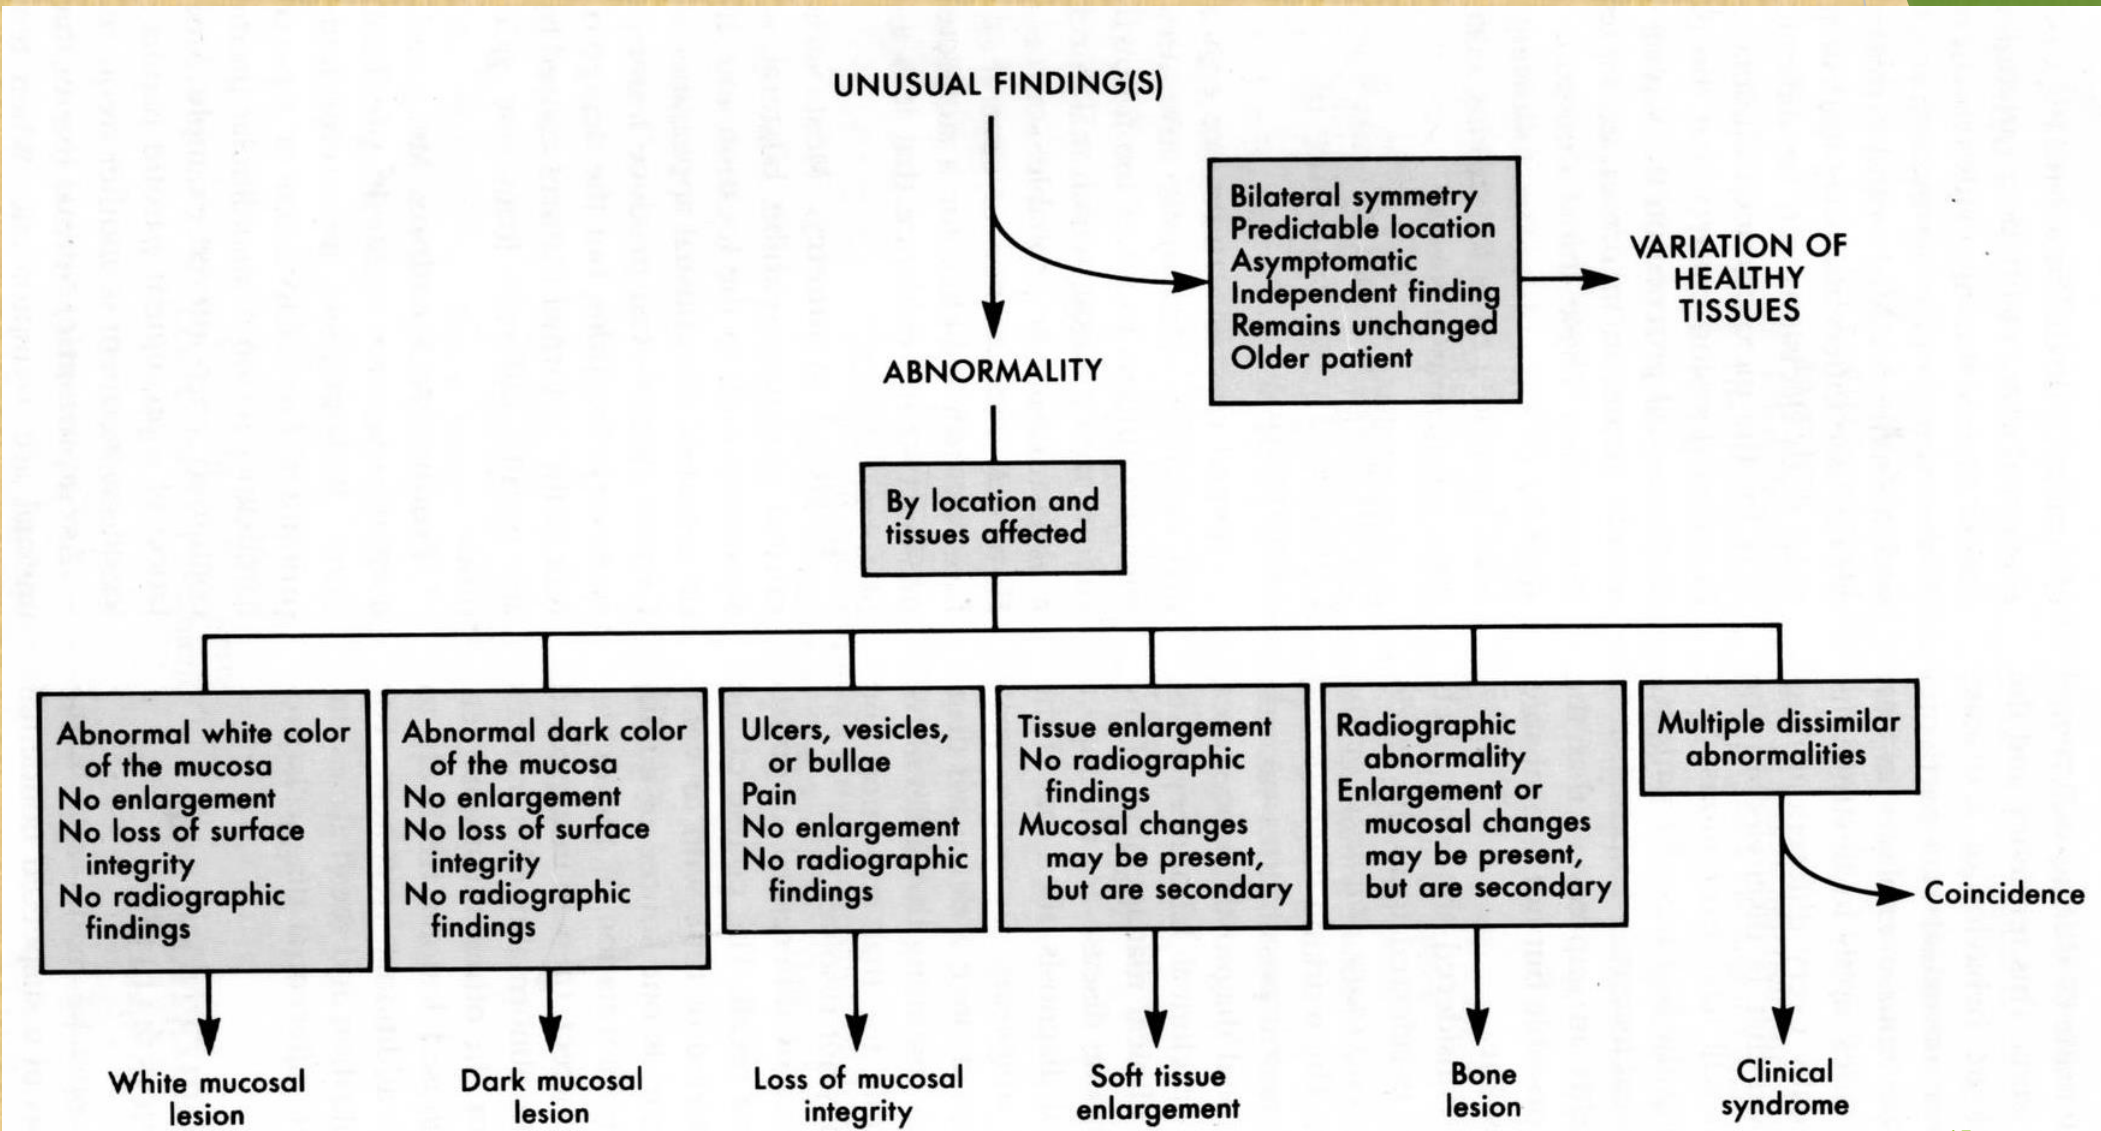 UNUSUAL FINDING(S)
Bilateral symmetry
Predictable location
Asymptomatic
Independent finding
Remains unchanged
Older patient
VARIATION OF
HEALTHY
TISSUES
ABNORMALITY
By location and
tissues affected
Abnormal white color
of the mucosa
No enlargement
No loss of surface
integrity
No radiographic
findings
Abnormal dark color
of the mucosa
No enlargement
No loss of surface
integrity
No radiographic
findings
Ulcers, vesicles,
or bullae
Pain
No enlargement
No radiographic
findings
Tissue enlargement
No radiographic
findings
Mucosal changes
may be present,
but are secondary
Radiographic
abnormality
Enlargement or
mucosal changes
may be present,
but are secondary
Multiple dissimilar
abnormalities
Coincidence
White mucosal
lesion
Dark mucosal
lesion
Loss of mucosal
integrity
Soft tissue
enlargement
Bone
lesion
Clinical
syndrome